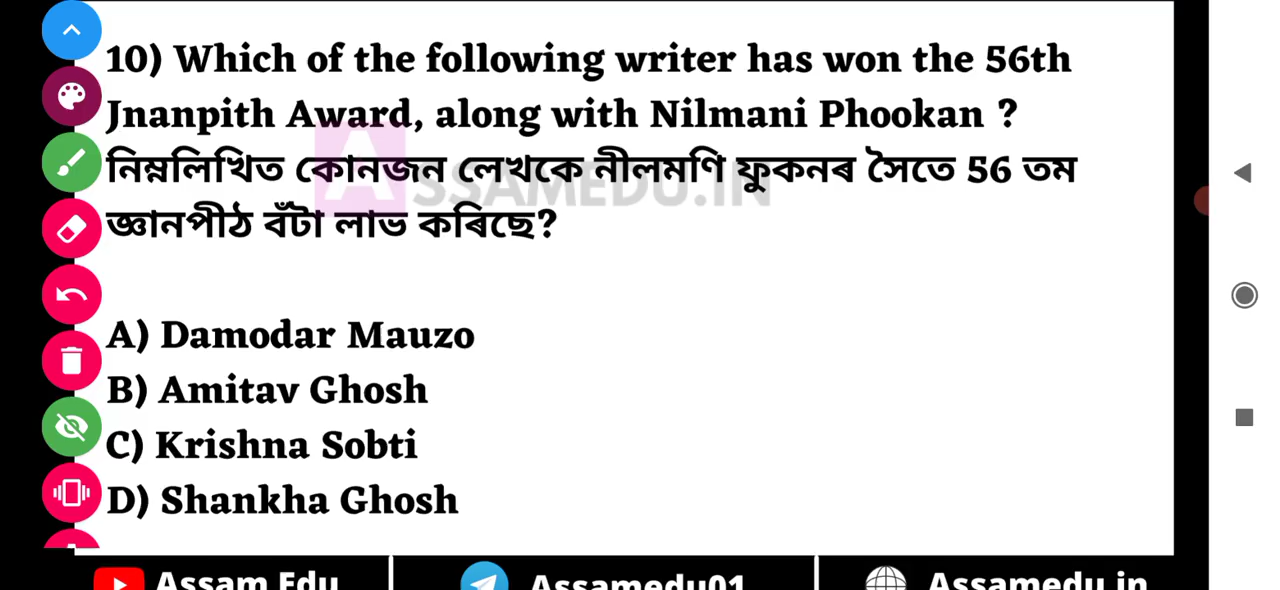 10) Which of the following writer has won the 56th
Jnanpith Award, along with Nilmani Phookan ?
নিম্নলিখিত কোনজন লেখকে নীলমণি ফুকনৰ সৈতে 56 তম
জ্ঞানপীঠ বঁটা লাভ কৰিছে?
ASSAMEDU.IN
A) Damodar Mauzo
B) Amitav Ghosh
C) Krishna Sobti
D) Shankha Ghosh
Assam Edu
Assamedu01
Assamedu.in